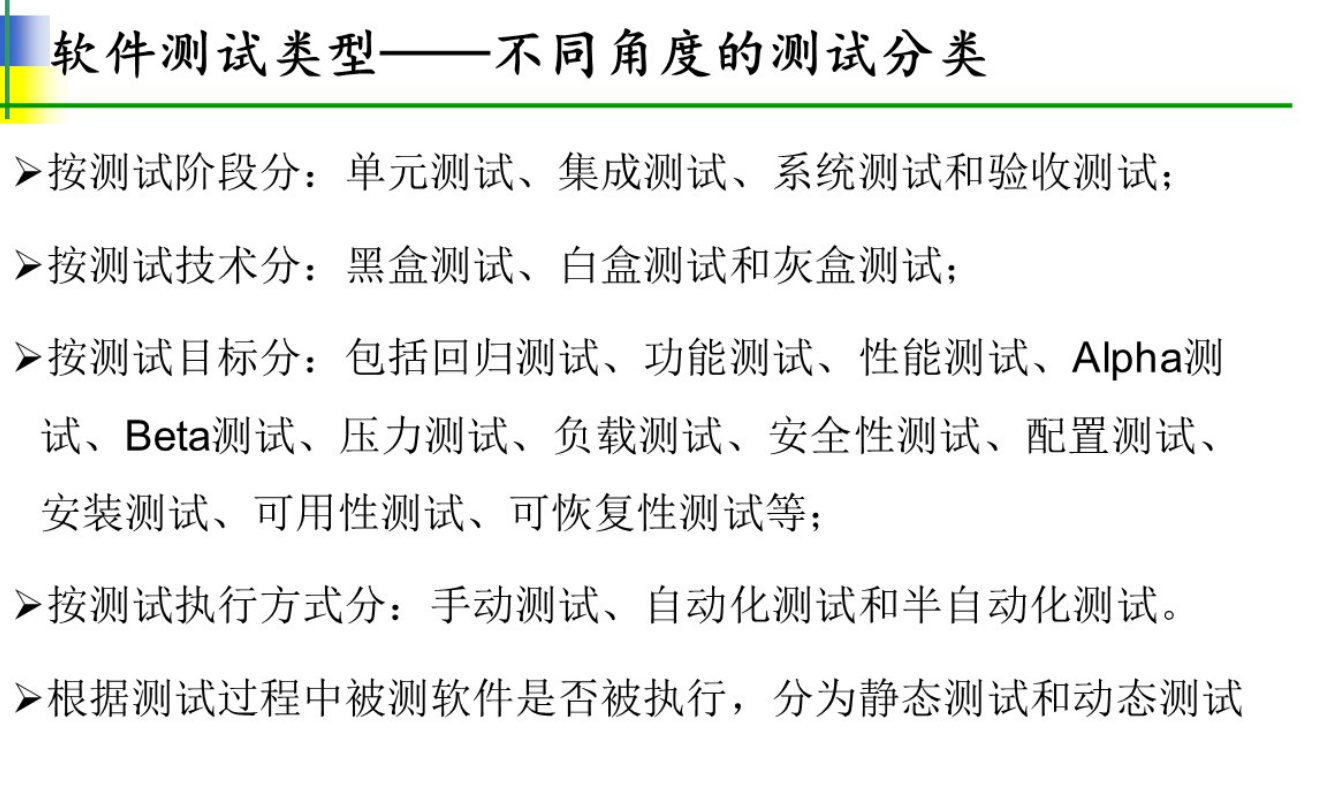 软件测试类型——不同角度的测试分类
➢按测试阶段分：单元测试、集成测试、系统测试和验收测试；
➢按测试技术分：黑盒测试、白盒测试和灰盒测试；
➢按测试目标分：包括回归测试、功能测试、性能测试、Alpha测
试、Beta测试、压力测试、负载测试、安全性测试、配置测试、
安装测试、可用性测试、可恢复性测试等；
➢按测试执行方式分：手动测试、自动化测试和半自动化测试。
➢根据测试过程中被测软件是否被执行，分为静态测试和动态测试